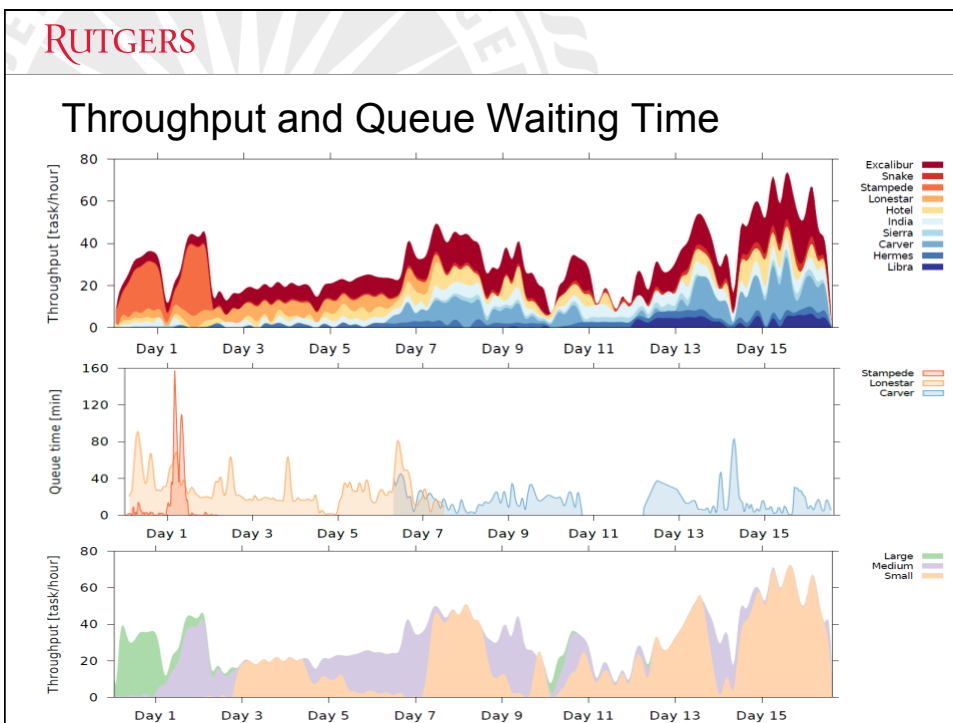 RUTGERS
Throughput and Queue Waiting Time
Throughput [task/hour]
80
60
40
20
0
Day 1 Day 3 Day 5 Day 7 Day 9 Day 11 Day 13 Day 15
Excalibur
Snake
Stampede
Lonestar
Hotel
India
Sierra
Carver
Hermes
Libra
Queue time [min]
160
120
80
40
0
Day 1 Day 3 Day 5 Day 7 Day 9 Day 11 Day 13 Day 15
Stampede
Lonestar
Carver
Throughput [task/hour]
80
60
40
20
0
Day 1 Day 3 Day 5 Day 7 Day 9 Day 11 Day 13 Day 15
Large
Medium
Small